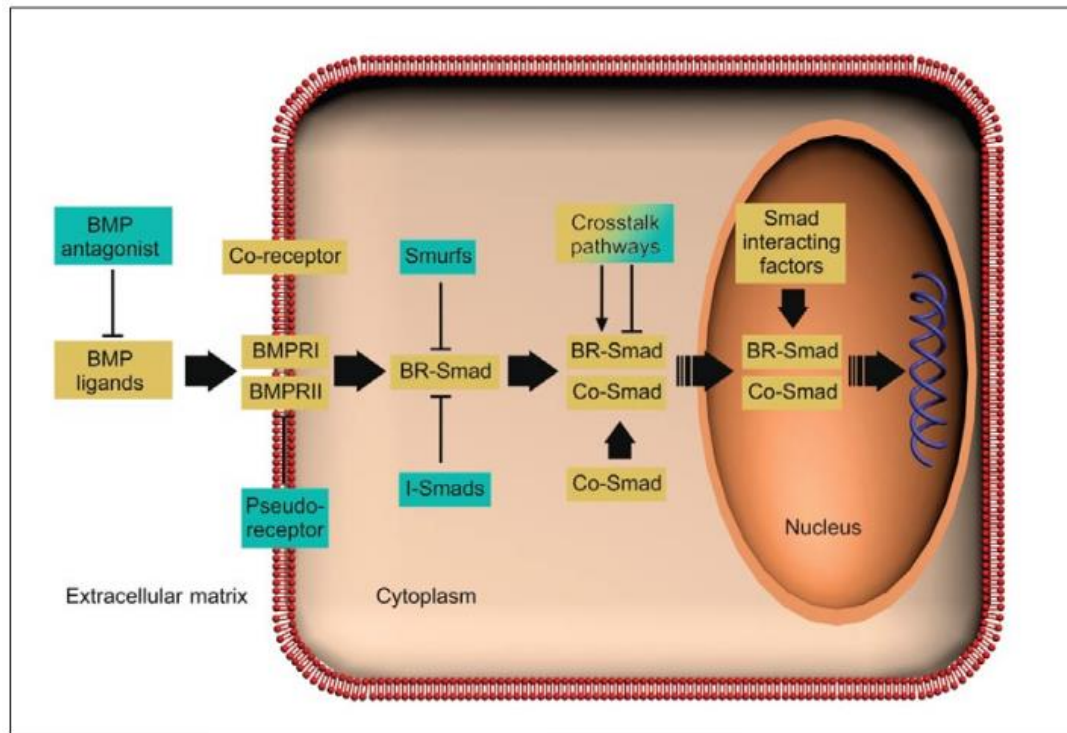 BMP
antagonist
BMP
ligands
Co-receptor
BMPRI
BMPRII
Pseudo-
receptor
Smurfs
BR-Smad
I-Smads
Crosstalk
pathways
BR-Smad
Co-Smad
Co-Smad
Smad
interacting
factors
BR-Smad
Co-Smad
Nucleus
Extracellular matrix
Cytoplasm